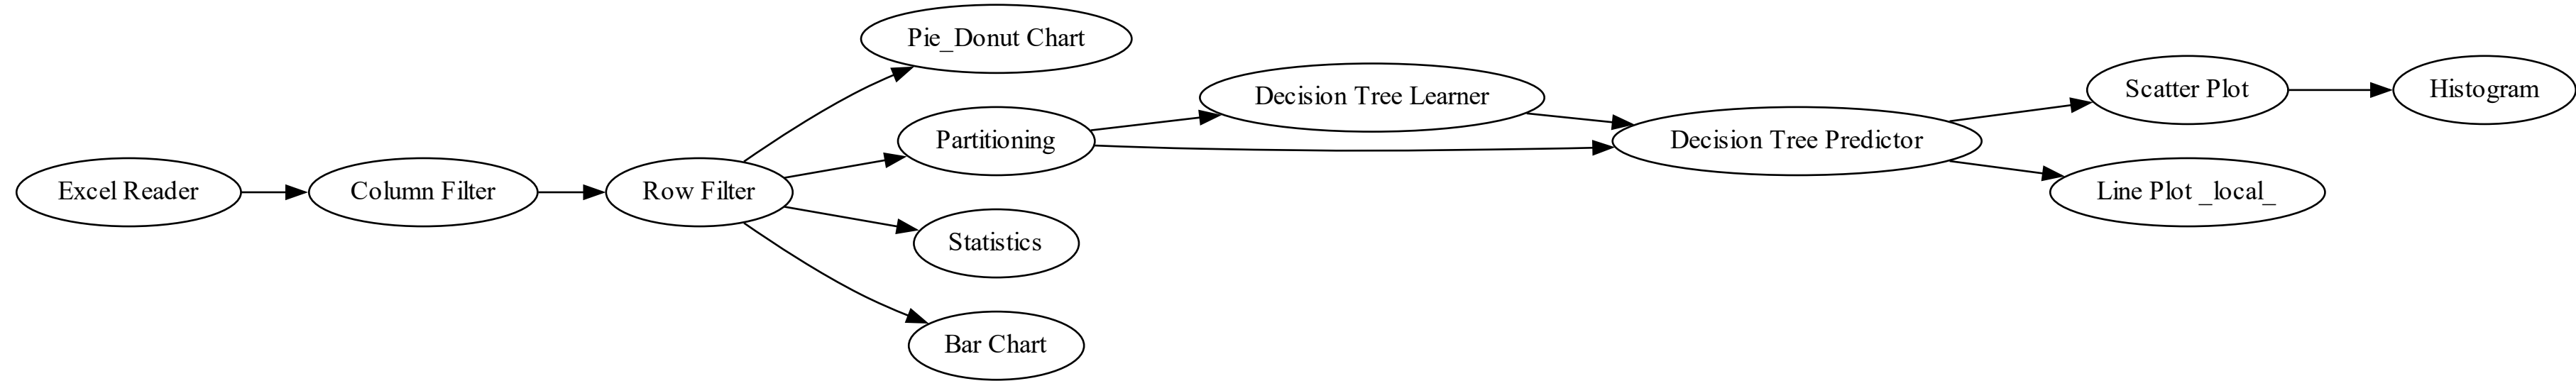 Pie_Donut Chart
Decision Tree Learner
Scatter Plot
Histogram
Partitioning
Decision Tree Predictor
Excel Reader
Column Filter
Row Filter
Line Plot _local_
Statistics
Bar Chart